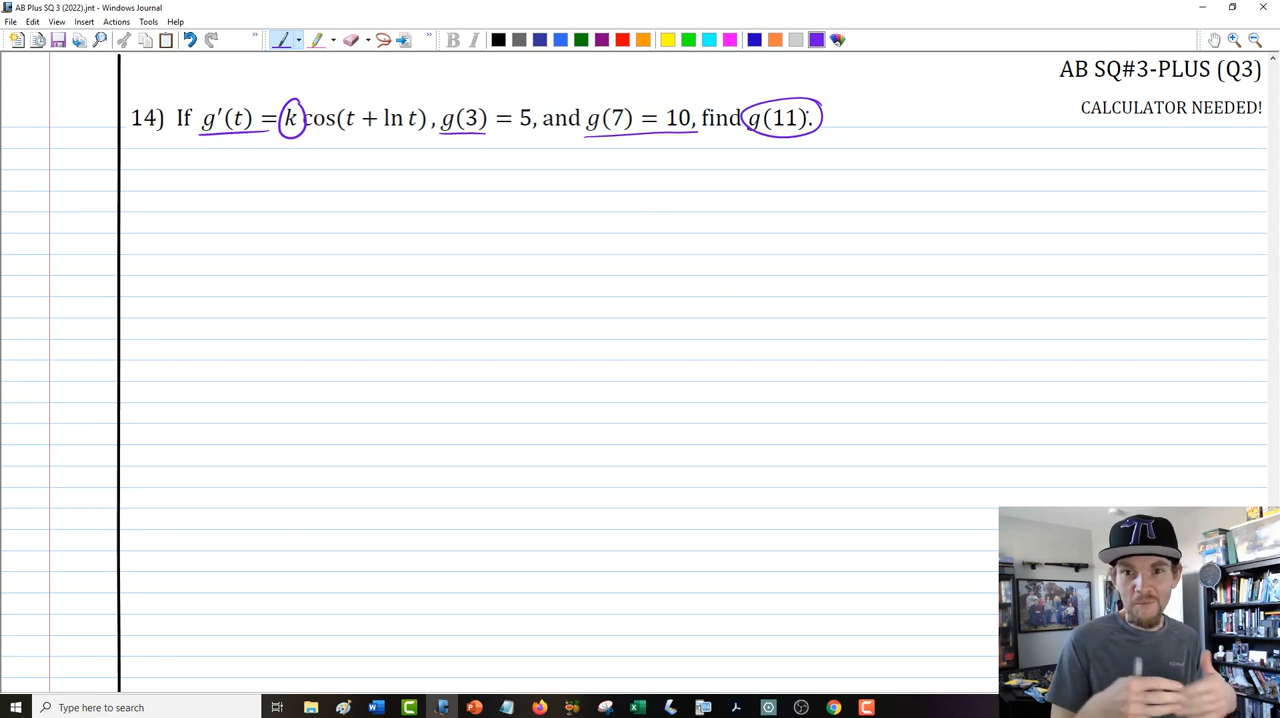 AB Plus SQ 3 (2022).jnt - Windows Journal
File Edit View Insert Actions Tools Help
AB SQ#3-PLUS (Q3)
CALCULATOR NEEDED!
14) If g′(t) = k cos(t + ln t), g(3) = 5, and g(7) = 10, find g(11).
Type here to search